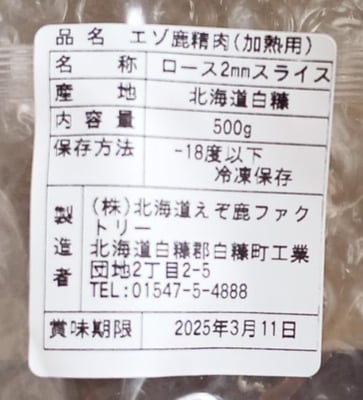 品 名 エゾ鹿精肉(加熱用)
名 称 ロース2mmスライス
産 地 北海道白糠
内容量 500g
保存方法 -18度以下
冷凍保存
製造者 (株)北海道えぞ鹿ファク
トリー
北海道白糠郡白糠町工業
団地2丁目2-5
TEL:01547-5-4888
賞味期限 2025年3月11日